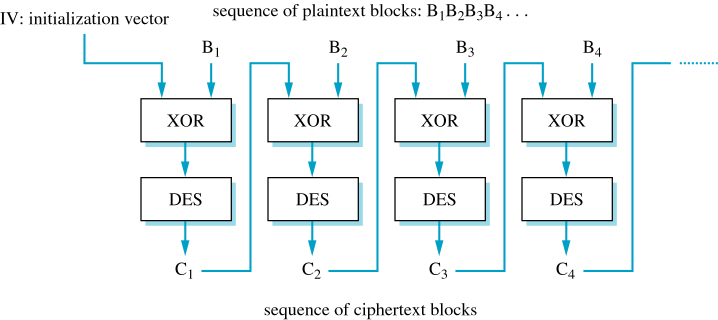 sequence of plaintext blocks: B₁B₂B₃B₄ . . .
IV: initialization vector
B₁ B₂ B₃ B₄
XOR XOR XOR XOR
DES DES DES DES
C₁ C₂ C₃ C₄
sequence of ciphertext blocks